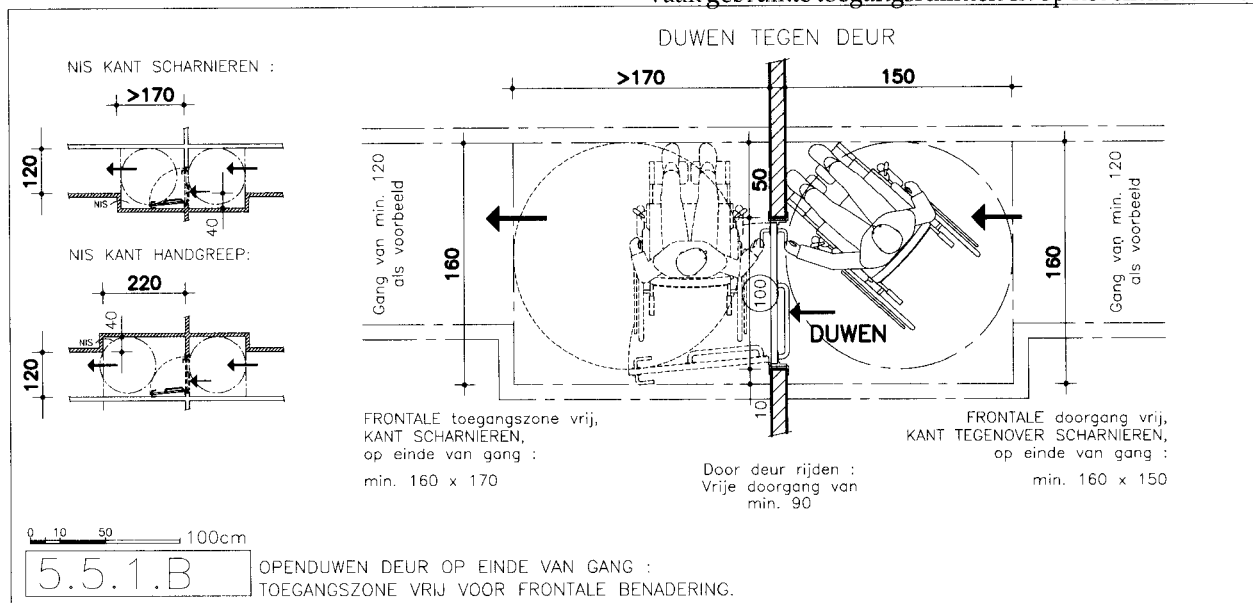 DUWEN TEGEN DEUR
NIS KANT SCHARNIEREN :
>170
120
NIS
40
NIS KANT HANDGREEP:
220
40
NIS
120
>170
150
Gang van min. 120
als voorbeeld
160
50
100
10
DUWEN
160
Gang van min. 120
als voorbeeld
FRONTALE toegangszone vrij,
KANT SCHARNIEREN,
op einde van gang :
min. 160 x 170
Door deur rijden :
Vrije doorgang van
min. 90
FRONTALE doorgang vrij,
KANT TEGENOVER SCHARNIEREN,
op einde van gang :
min. 160 x 150
0 10 50 100cm
5.5.1.B
OPENDUWEN DEUR OP EINDE VAN GANG :
TOEGANGSZONE VRIJ VOOR FRONTALE BENADERING.